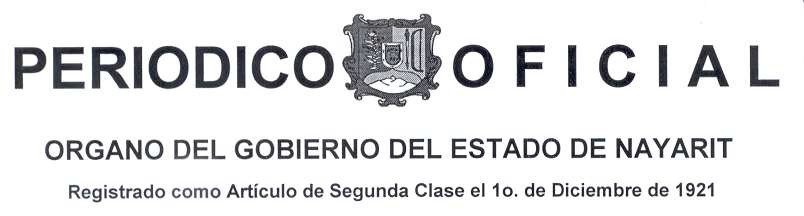 PERIODICO OFICIAL
ORGANO DEL GOBIERNO DEL ESTADO DE NAYARIT
Registrado como Artículo de Segunda Clase el 1o. de Diciembre de 1921